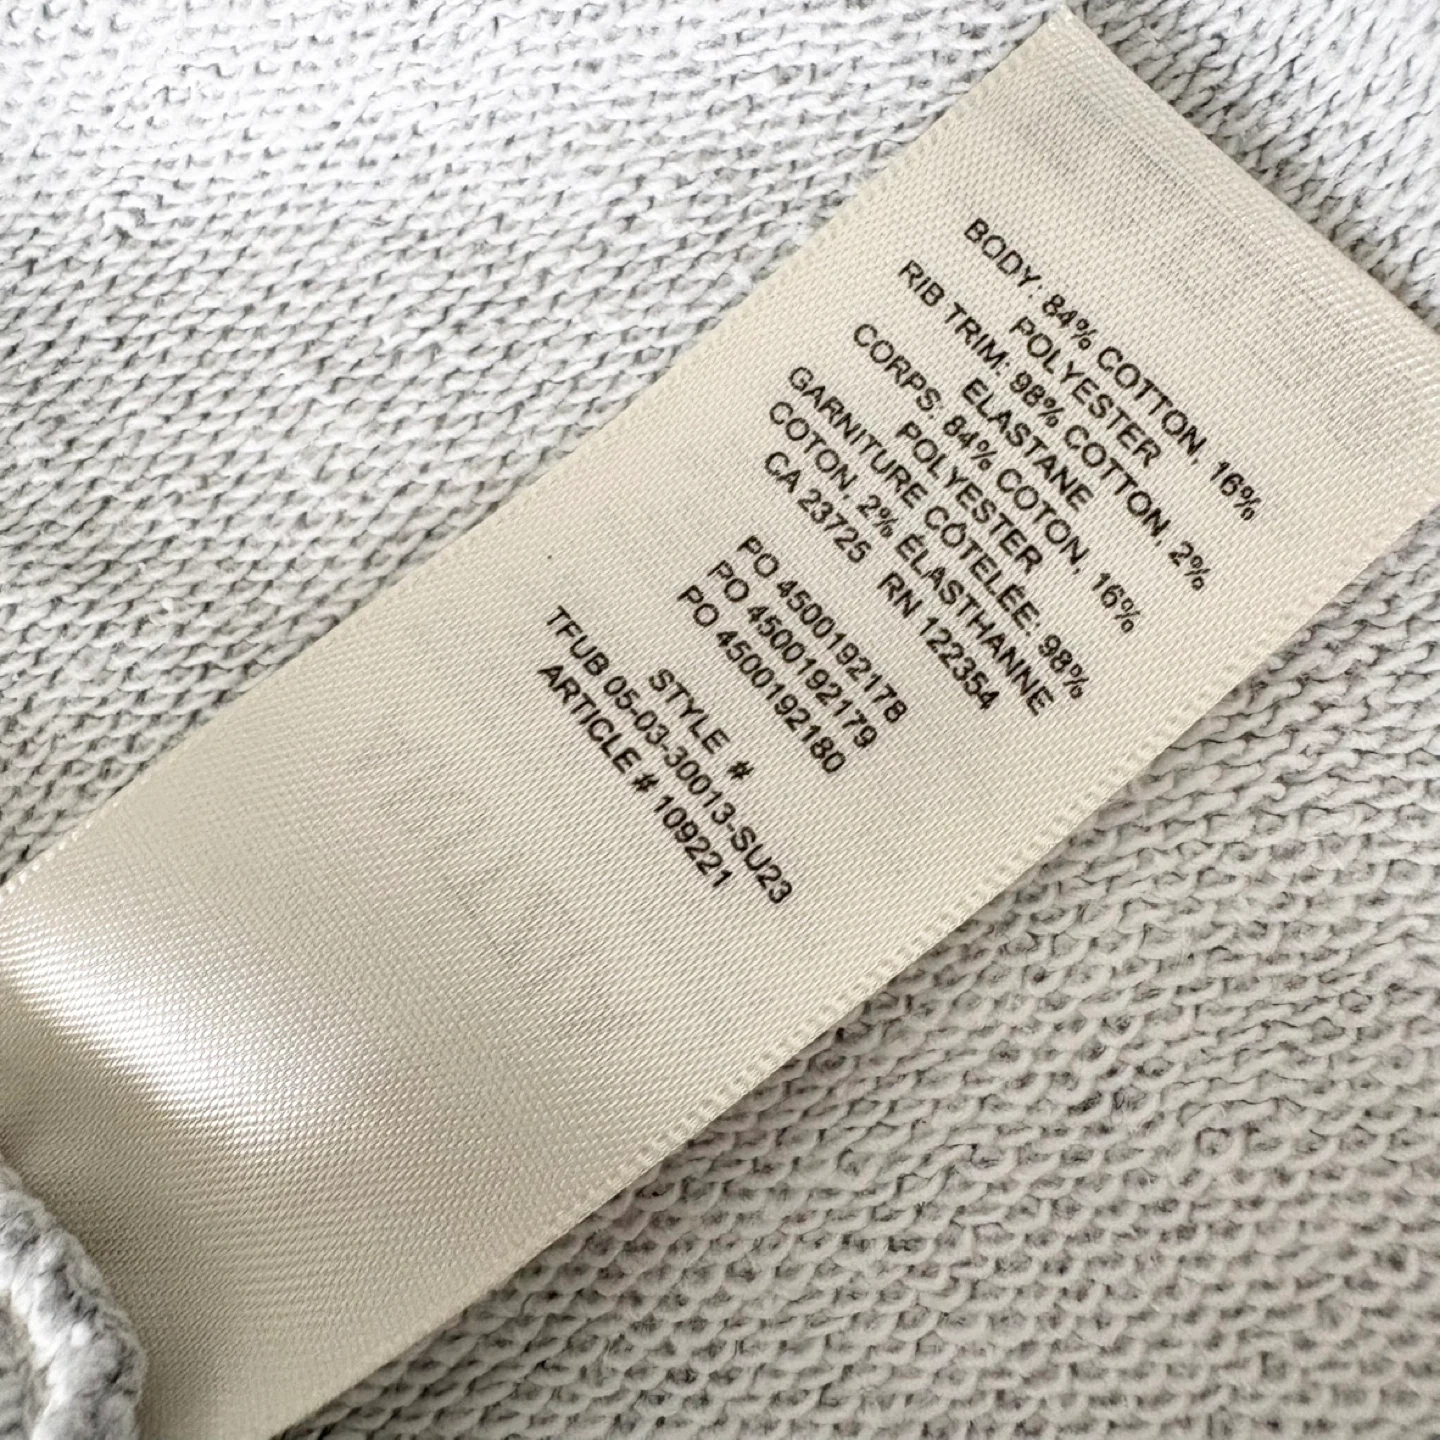 BODY: 84% COTTON, 16%
POLYESTER
RIB TRIM: 98% COTTON, 2%
ELASTANE
CORPS: 84% COTON, 16%
POLYESTER
GARNITURE CÔTELÉE: 98%
COTON, 2% ÉLASTHANNE
CA 23725 RN 122354
PO 4500192178
PO 4500192179
PO 4500192180
STYLE #
TFUB 05-03-30013-SU23
ARTICLE # 109221